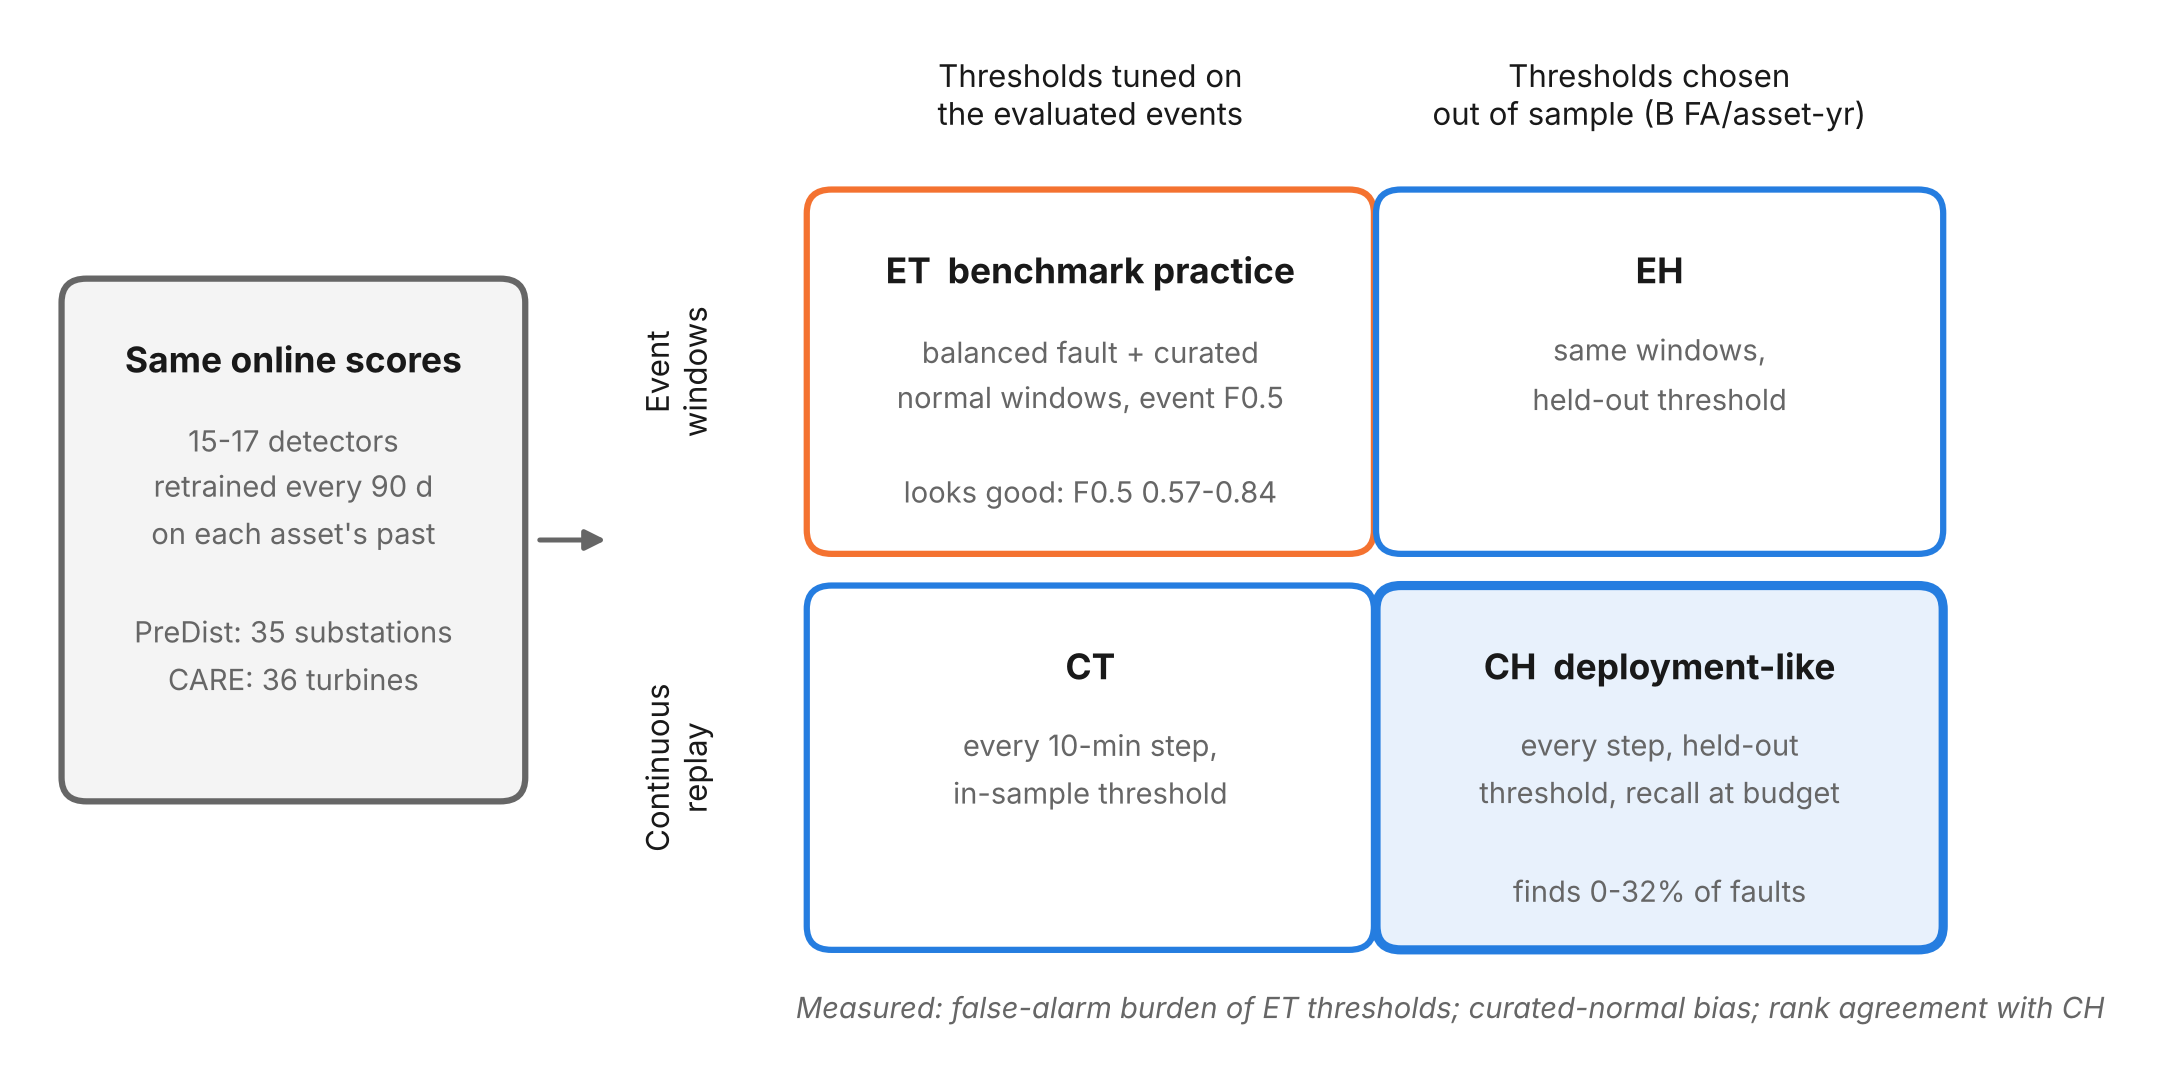 Thresholds tuned on
the evaluated events
Thresholds chosen
out of sample (B FA/asset-yr)
Same online scores
15-17 detectors
retrained every 90 d
on each asset's past
PreDist: 35 substations
CARE: 36 turbines
Event
windows
ET benchmark practice
balanced fault + curated
normal windows, event F0.5
looks good: F0.5 0.57-0.84
EH
same windows,
held-out threshold
Continuous
replay
CT
every 10-min step,
in-sample threshold
CH deployment-like
every step, held-out
threshold, recall at budget
finds 0-32% of faults
Measured: false-alarm burden of ET thresholds; curated-normal bias; rank agreement with CH